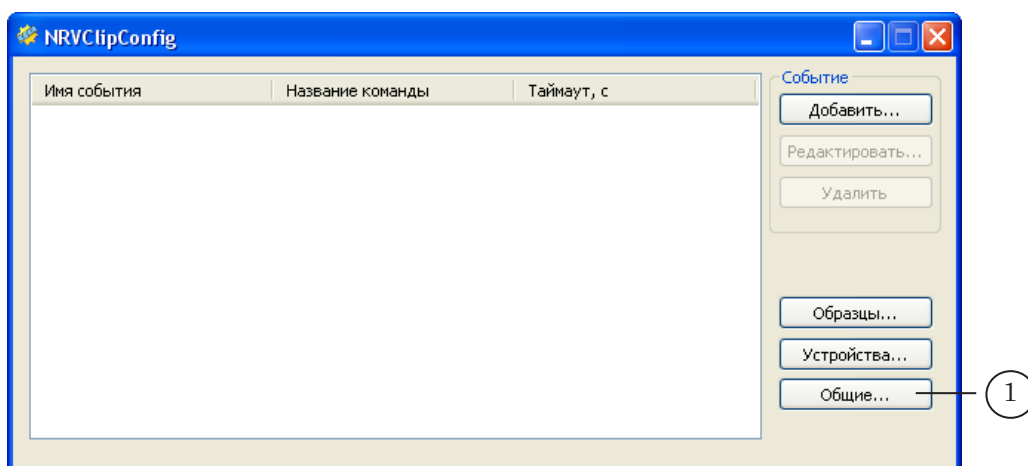 NRVClipConfig
Имя события Название команды Таймаут, с
Событие
Добавить...
Редактировать...
Удалить
Образцы...
Устройства...
Общие...
1